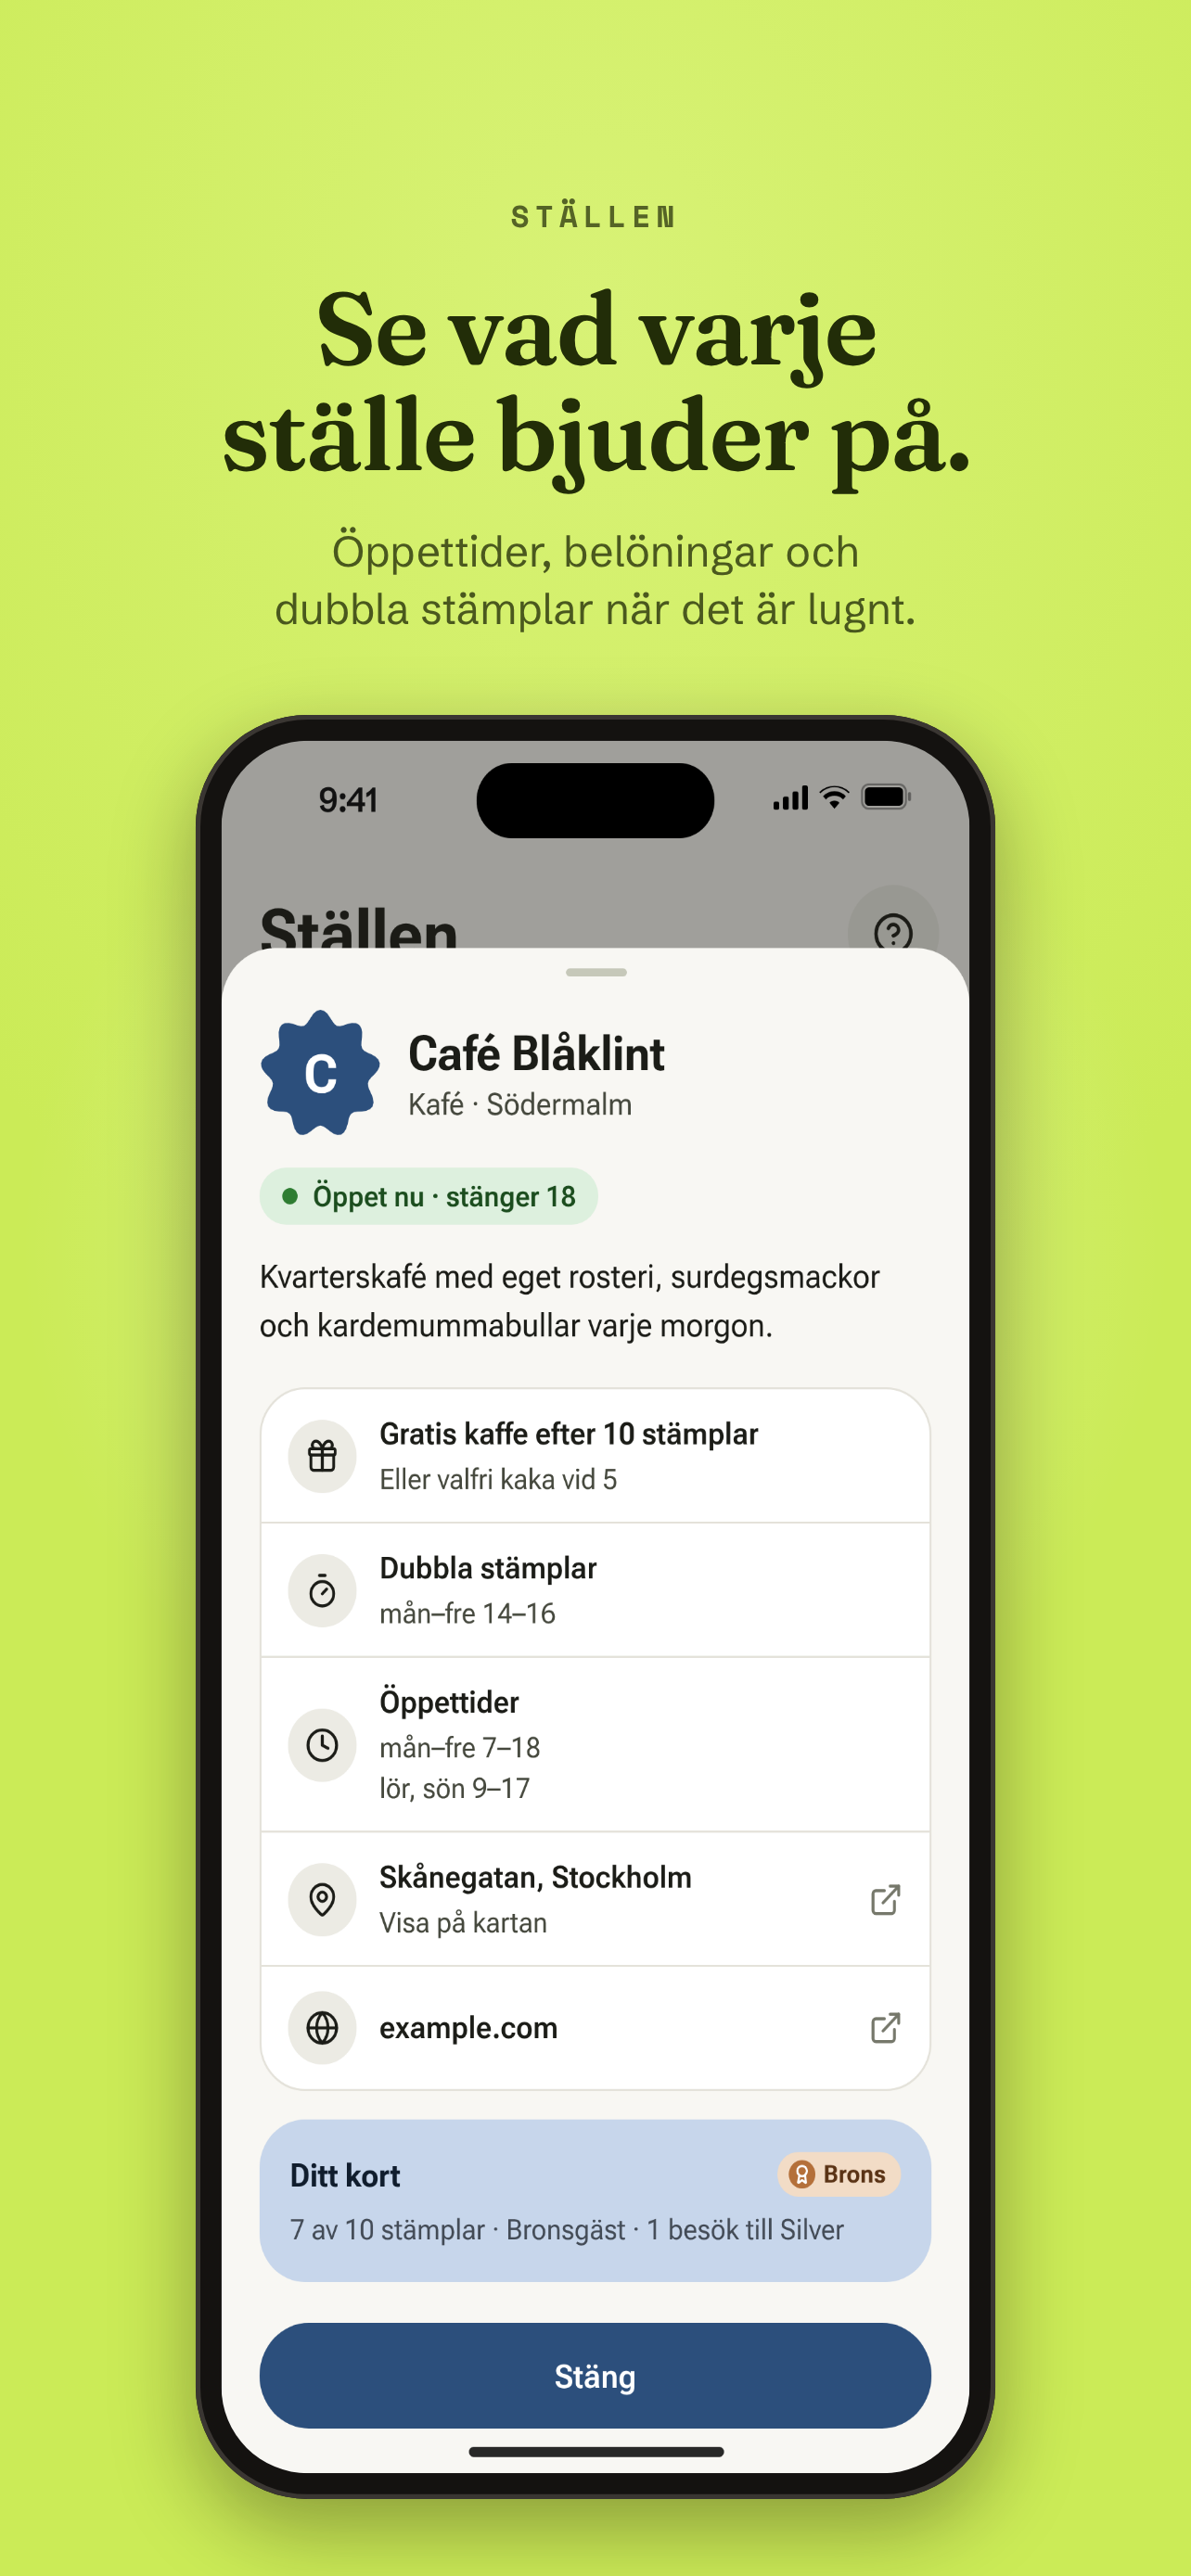 STÄLLEN
Se vad varje
ställe bjuder på.
Öppettider, belöningar och
dubbla stämplar när det är lugnt.
9:41
Ställen
C
Café Blåklint
Kafé · Södermalm
Öppet nu · stänger 18
Kvarterskafé med eget rosteri, surdegsmackor
och kardemummabullar varje morgon.
Gratis kaffe efter 10 stämplar
Eller valfri kaka vid 5
Dubbla stämplar
mån–fre 14–16
Öppettider
mån–fre 7–18
lör, sön 9–17
Skånegatan, Stockholm
Visa på kartan
example.com
Ditt kort
Brons
7 av 10 stämplar · Bronsgäst · 1 besök till Silver
Stäng